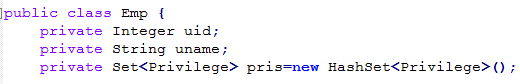 public class Emp {
private Integer uid;
private String uname;
private Set<Privilege> pris=new HashSet<Privilege>();